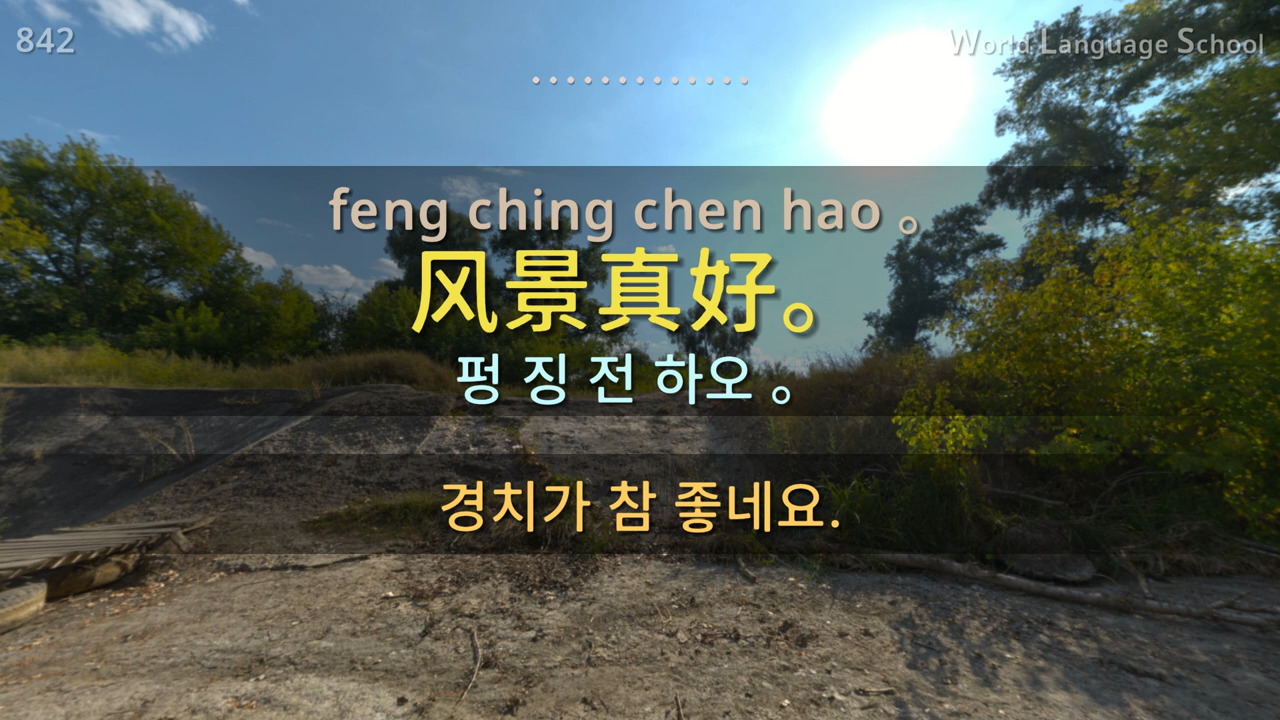 842
World Language School
feng ching chen hao 。
风景真好。
펑 징 전 하오 。
경치가 참 좋네요.